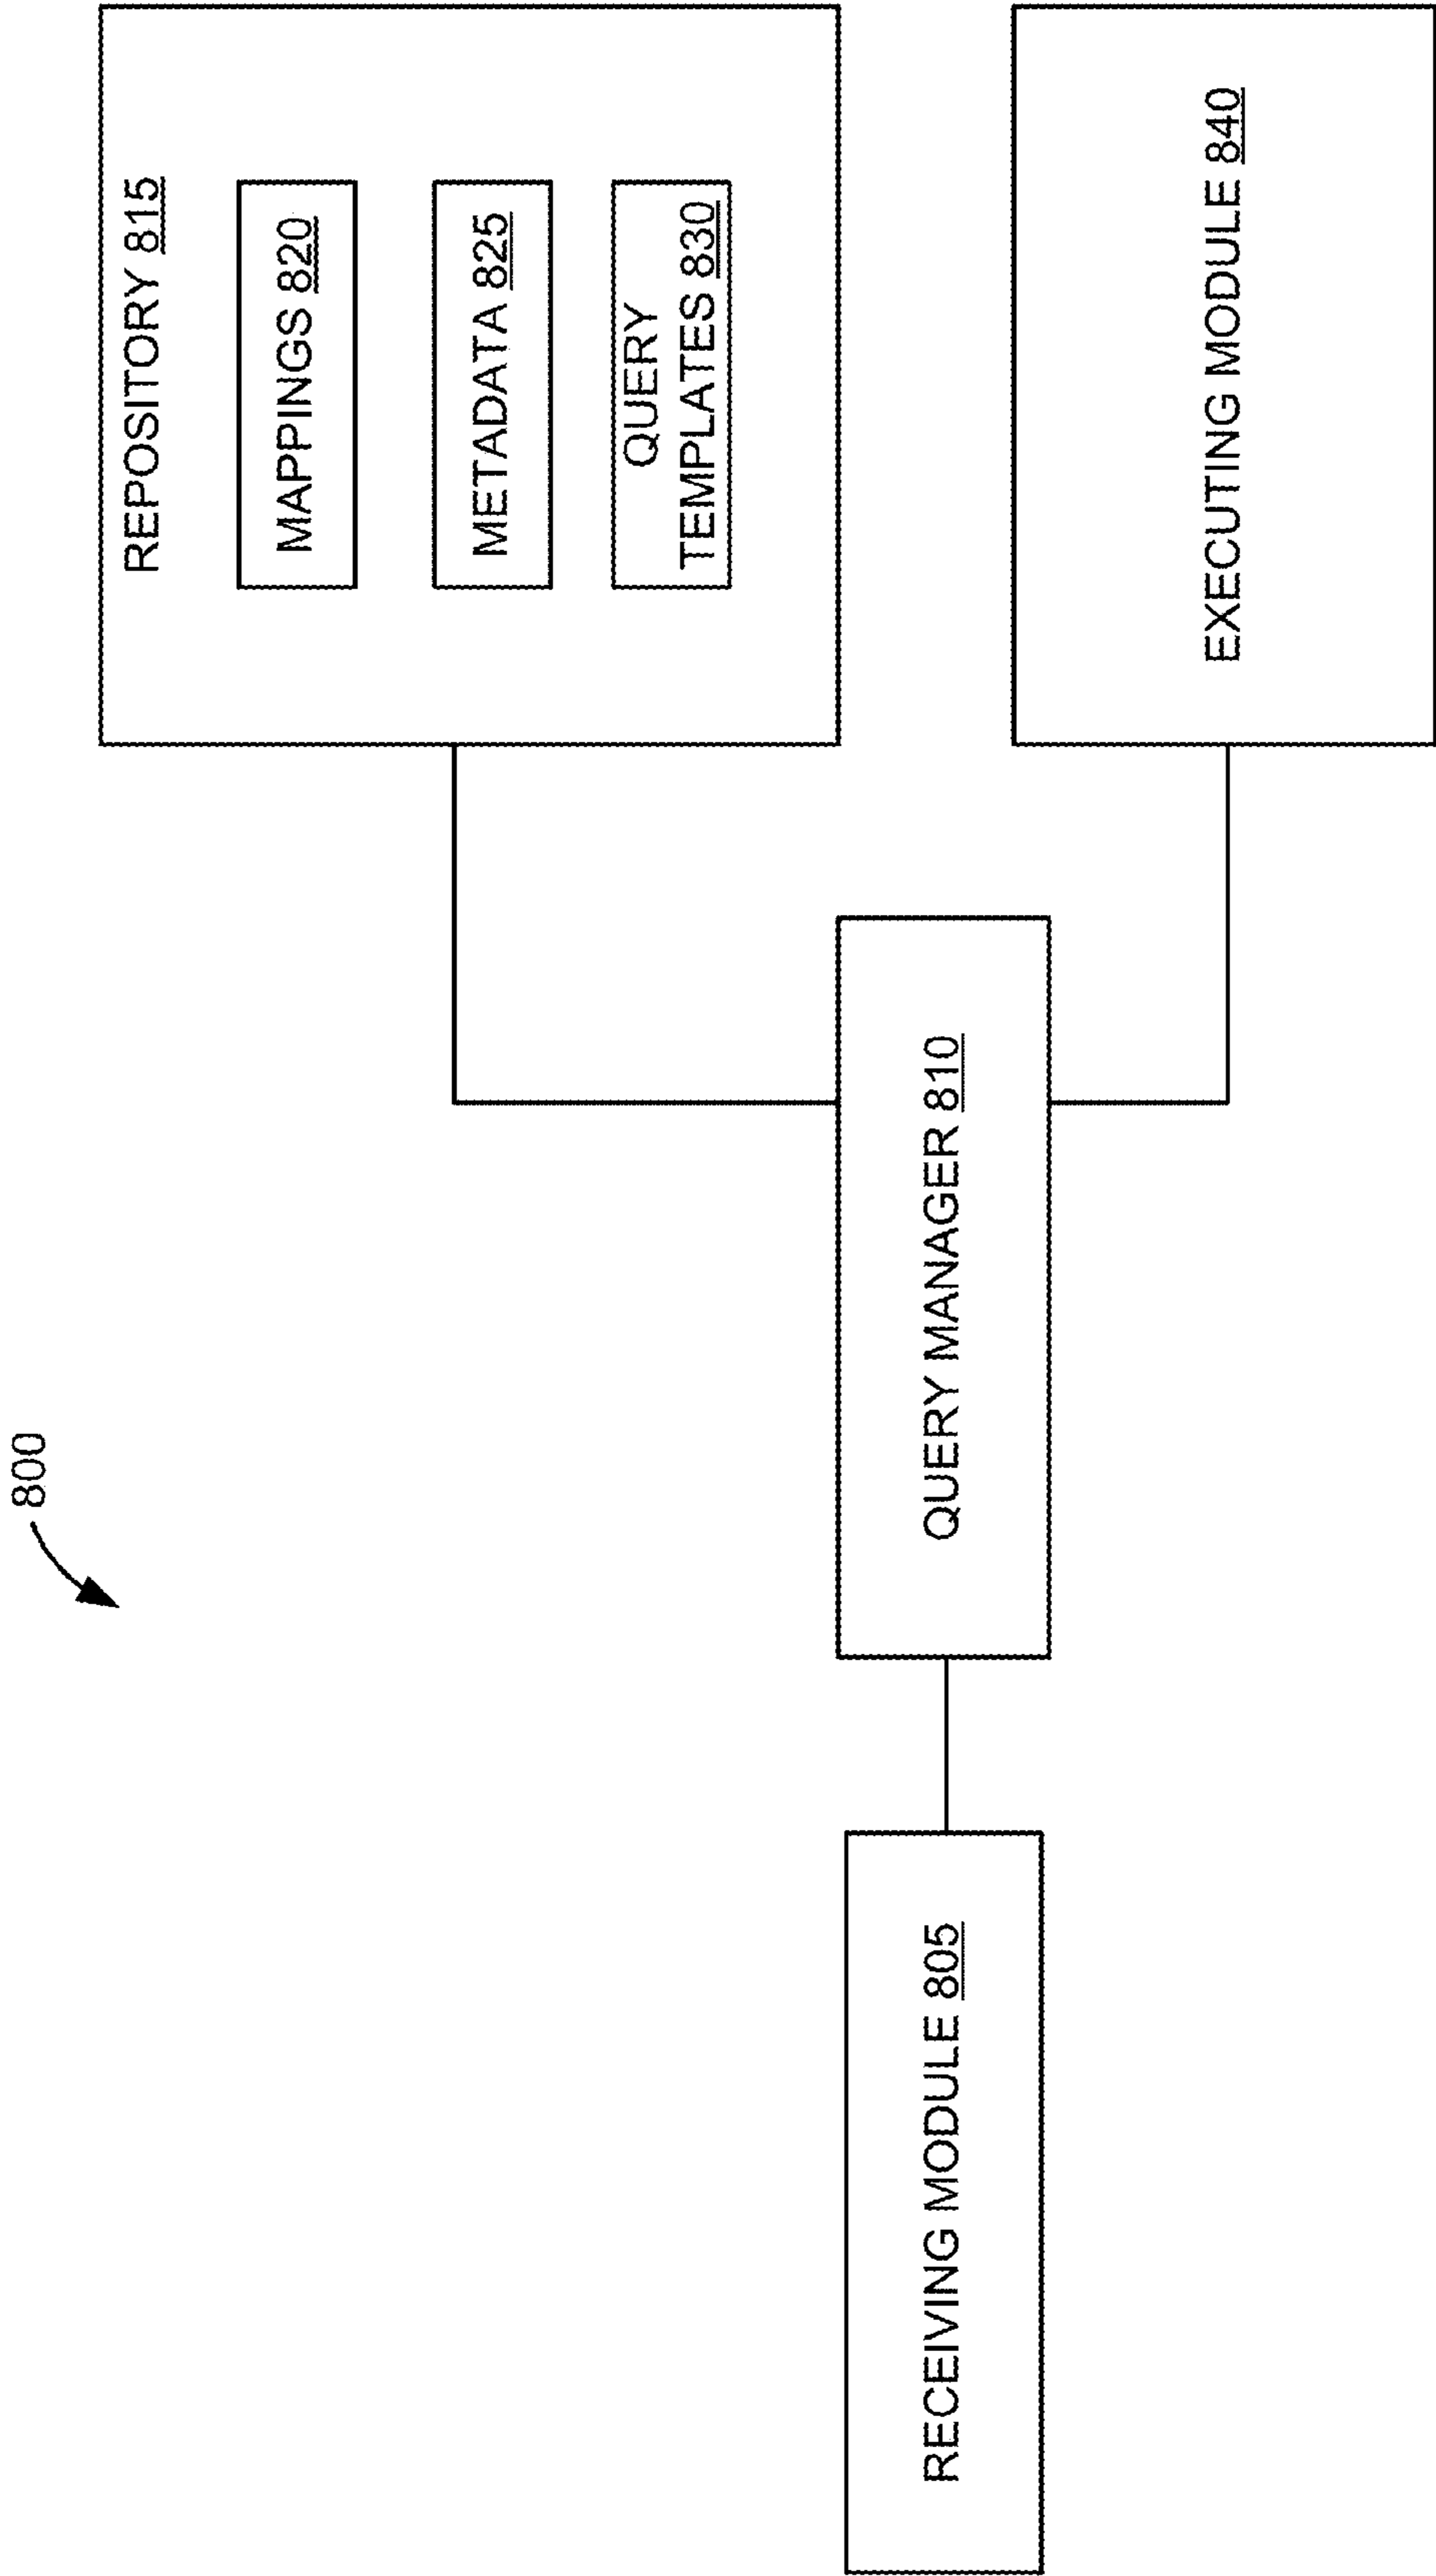 800
REPOSITORY 815
MAPPINGS 820
METADATA 825
QUERY
TEMPLATES 830
RECEIVING MODULE 805
QUERY MANAGER 810
EXECUTING MODULE 840